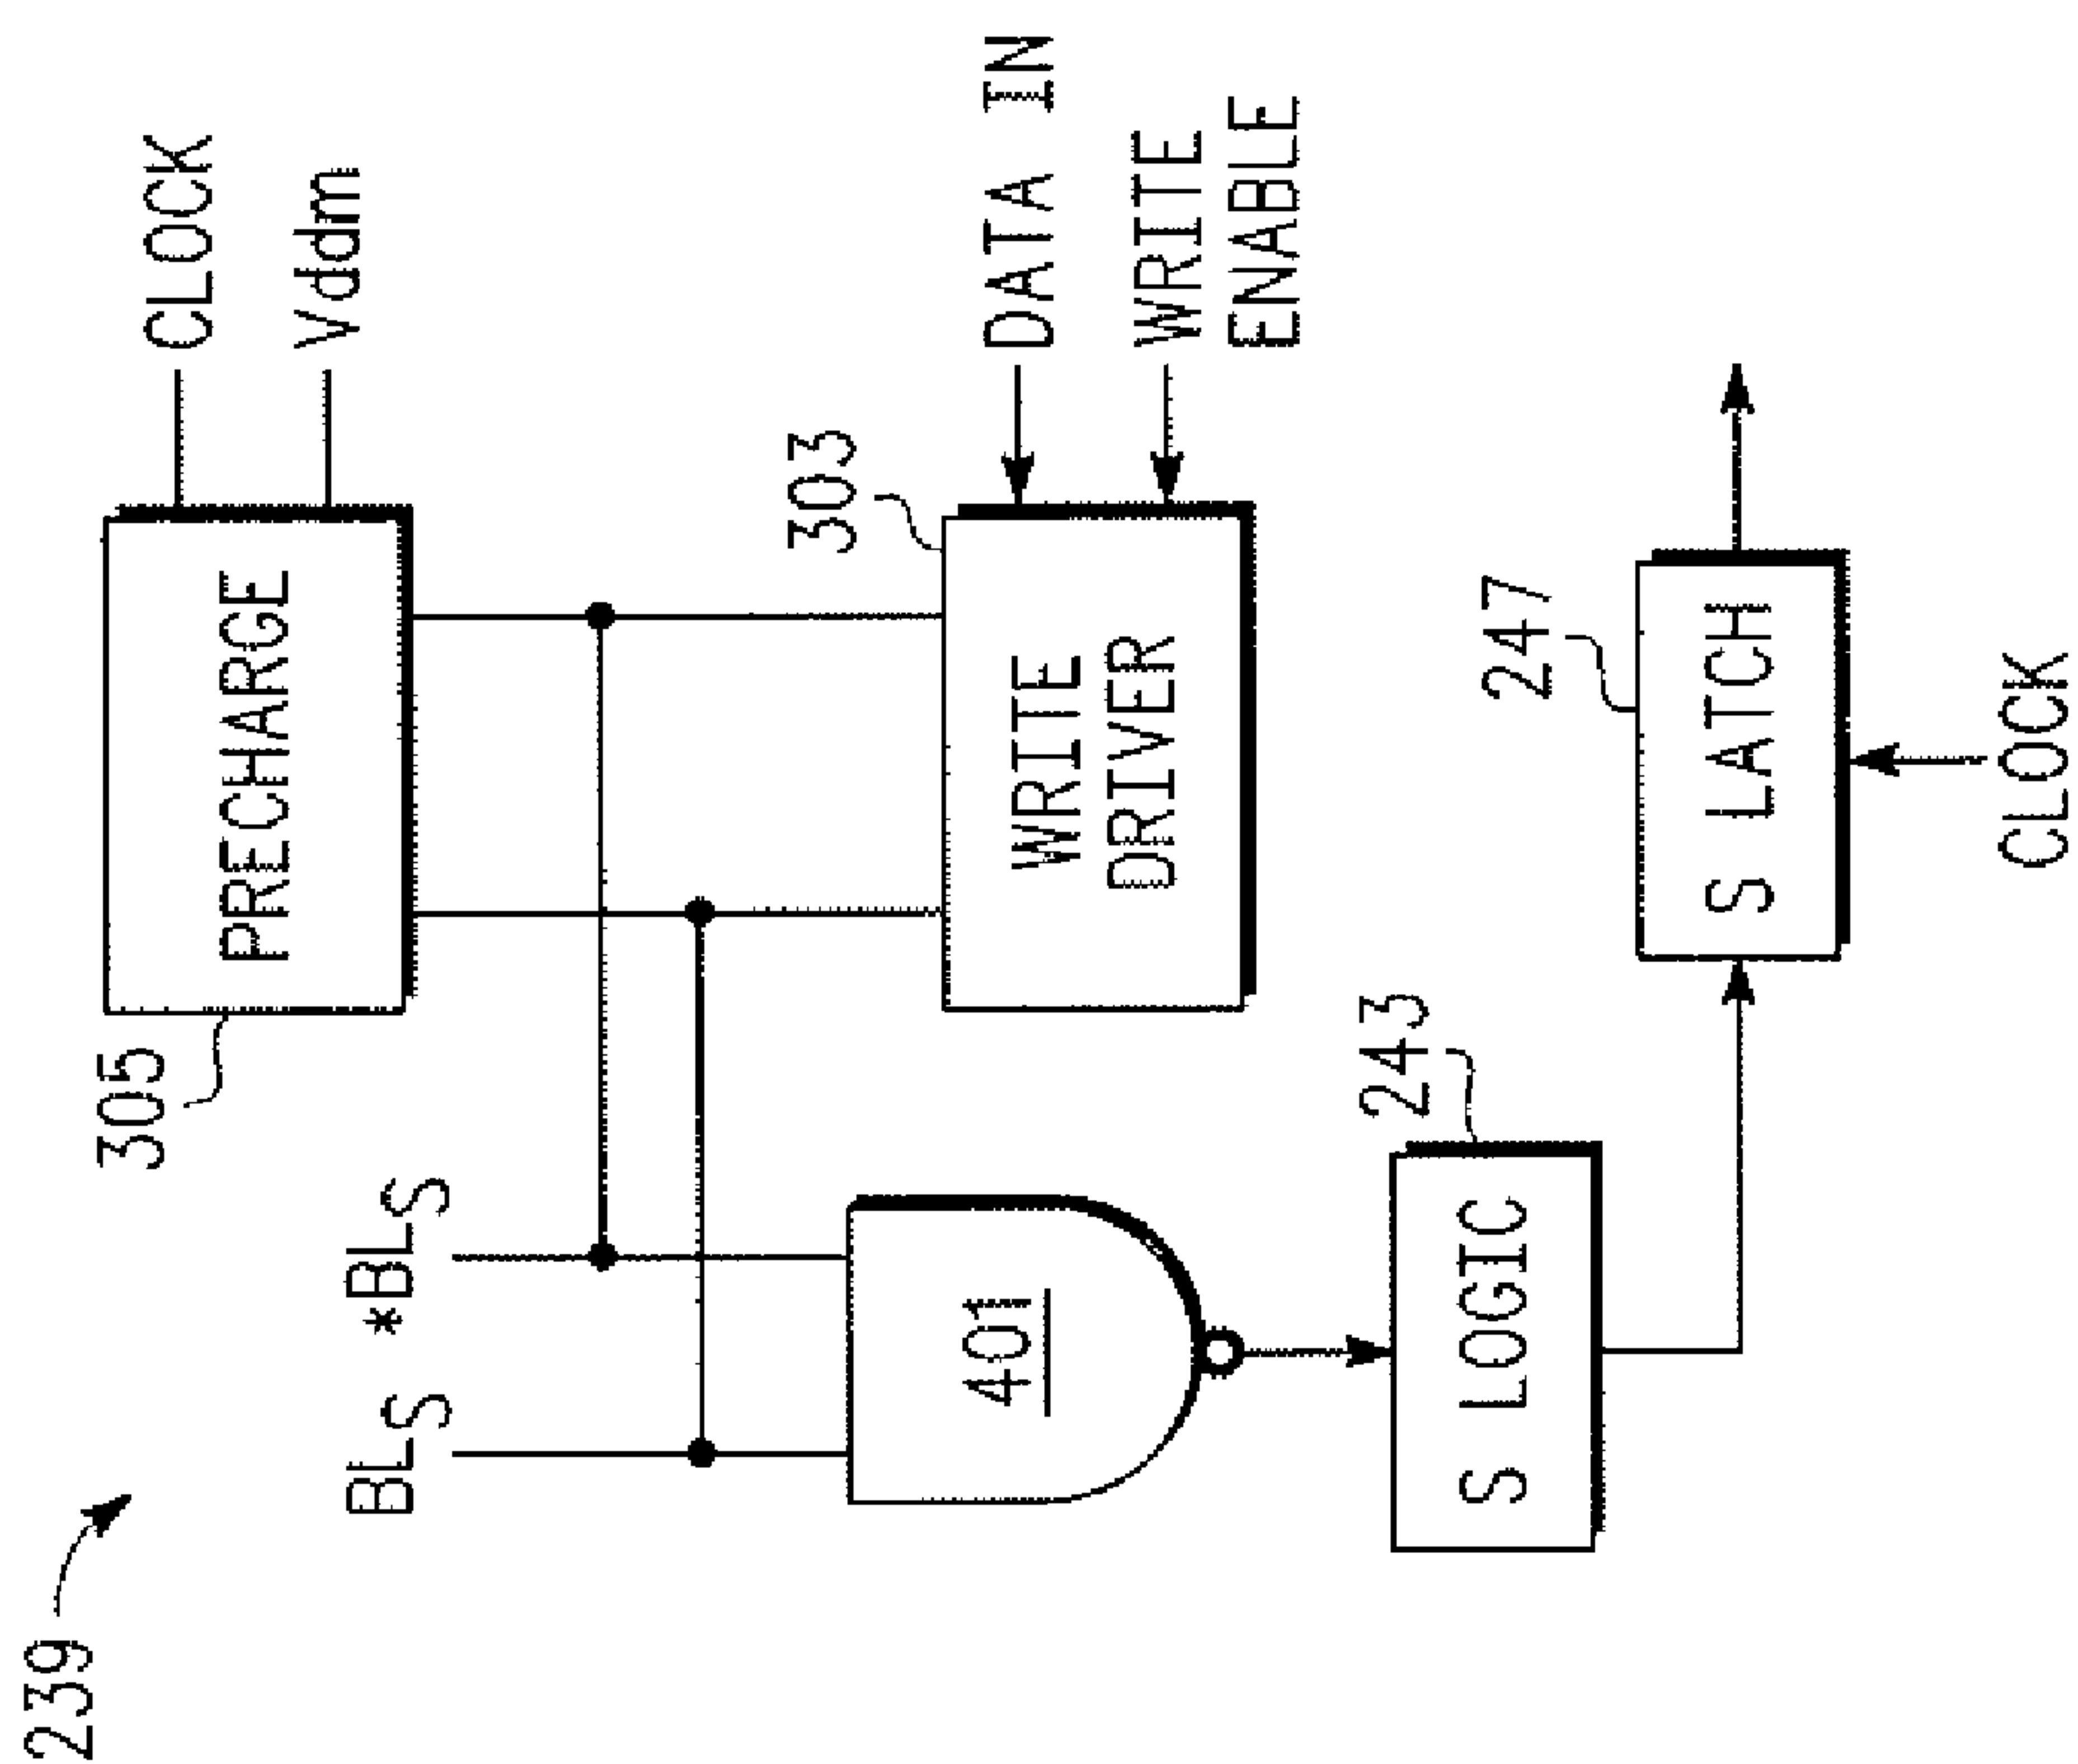 239
BLS
*BLS
305
PRECHARGE
CLOCK
Vddm
401
303
WRITE
DRIVER
DATA IN
WRITE
ENABLE
243
S LOGIC
247
S LATCH
CLOCK